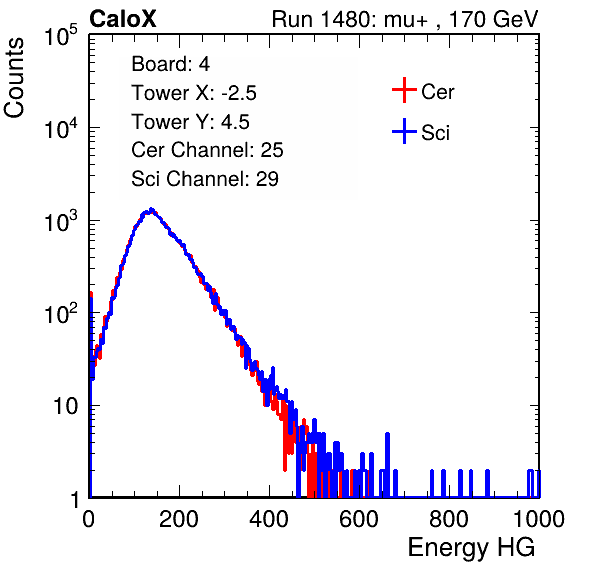 CaloX Run 1480: mu+ , 170 GeV
Counts
Board: 4
Tower X: -2.5
Tower Y: 4.5
Cer Channel: 25
Sci Channel: 29
Cer
Sci
10^5
10^4
10^3
10^2
10
1
0 200 400 600 800 1000
Energy HG